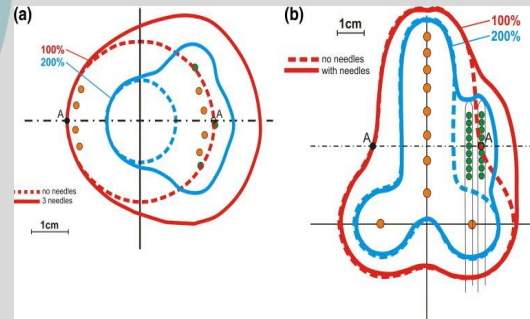 (a)
100%
200%
A
A
no needles
3 needles
1cm
(b)
1cm
100%
200%
no needles
with needles
A
A